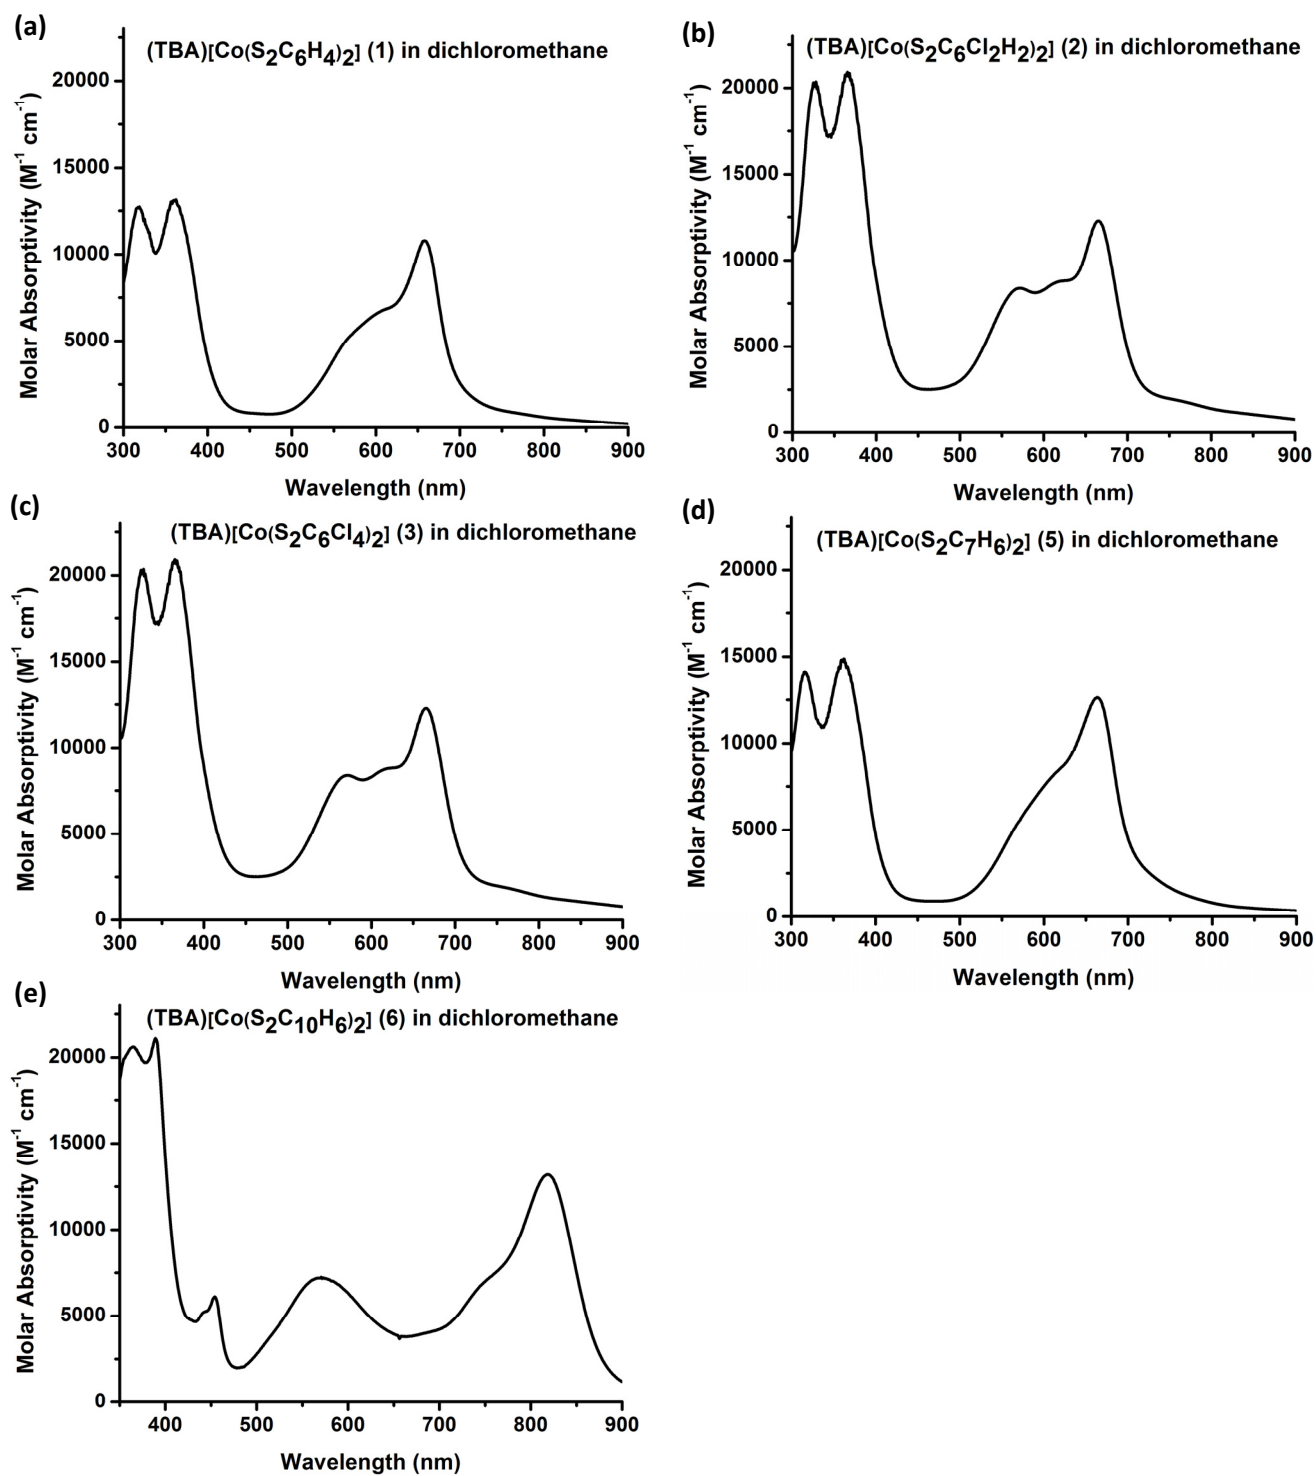 (a)
(TBA)[Co(S2C6H4)2] (1) in dichloromethane
Molar Absorptivity (M-1 cm-1)
20000
15000
10000
5000
0
300 400 500 600 700 800 900
Wavelength (nm)
(b)
(TBA)[Co(S2C6Cl2H2)2] (2) in dichloromethane
Molar Absorptivity (M-1 cm-1)
20000
15000
10000
5000
0
300 400 500 600 700 800 900
Wavelength (nm)
(c)
(TBA)[Co(S2C6Cl4)2] (3) in dichloromethane
Molar Absorptivity (M-1 cm-1)
20000
15000
10000
5000
0
300 400 500 600 700 800 900
Wavelength (nm)
(d)
(TBA)[Co(S2C7H6)2] (5) in dichloromethane
Molar Absorptivity (M-1 cm-1)
20000
15000
10000
5000
0
300 400 500 600 700 800 900
Wavelength (nm)
(e)
(TBA)[Co(S2C10H6)2] (6) in dichloromethane
Molar Absorptivity (M-1 cm-1)
20000
15000
10000
5000
0
400 500 600 700 800 900
Wavelength (nm)